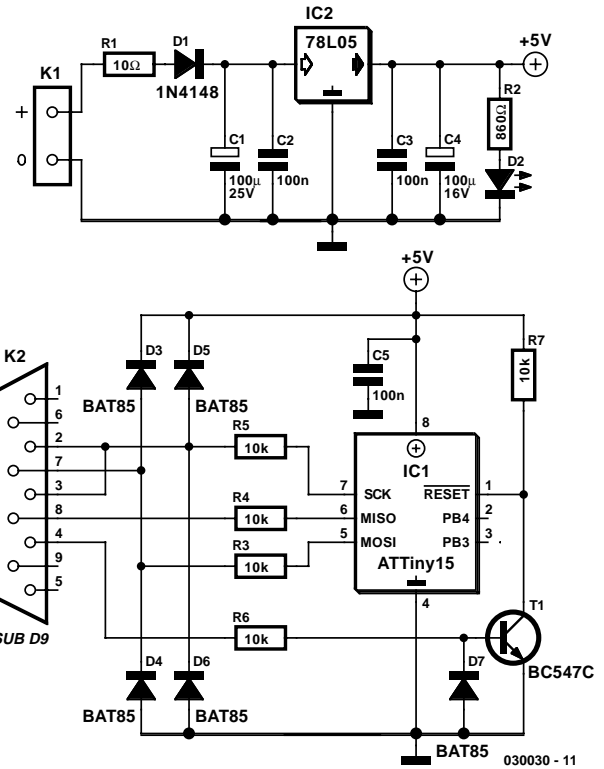 IC2
78L05
+5V
R1
10Ω
D1
1N4148
K1
+
0
C1
100µ
25V
C2
100n
C3
100n
C4
100µ
16V
R2
860Ω
D2
+5V
K2
1
6
2
7
3
8
4
9
5
SUB D9
D3
BAT85
D5
BAT85
C5
100n
R7
10k
R5
10k
R4
10k
R3
10k
R6
10k
8
IC1
7 SCK
RESET 1
6 MISO
PB4 2
5 MOSI
PB3 3
ATTiny15
4
T1
BC547C
D4
BAT85
D6
BAT85
D7
BAT85
030030 - 11